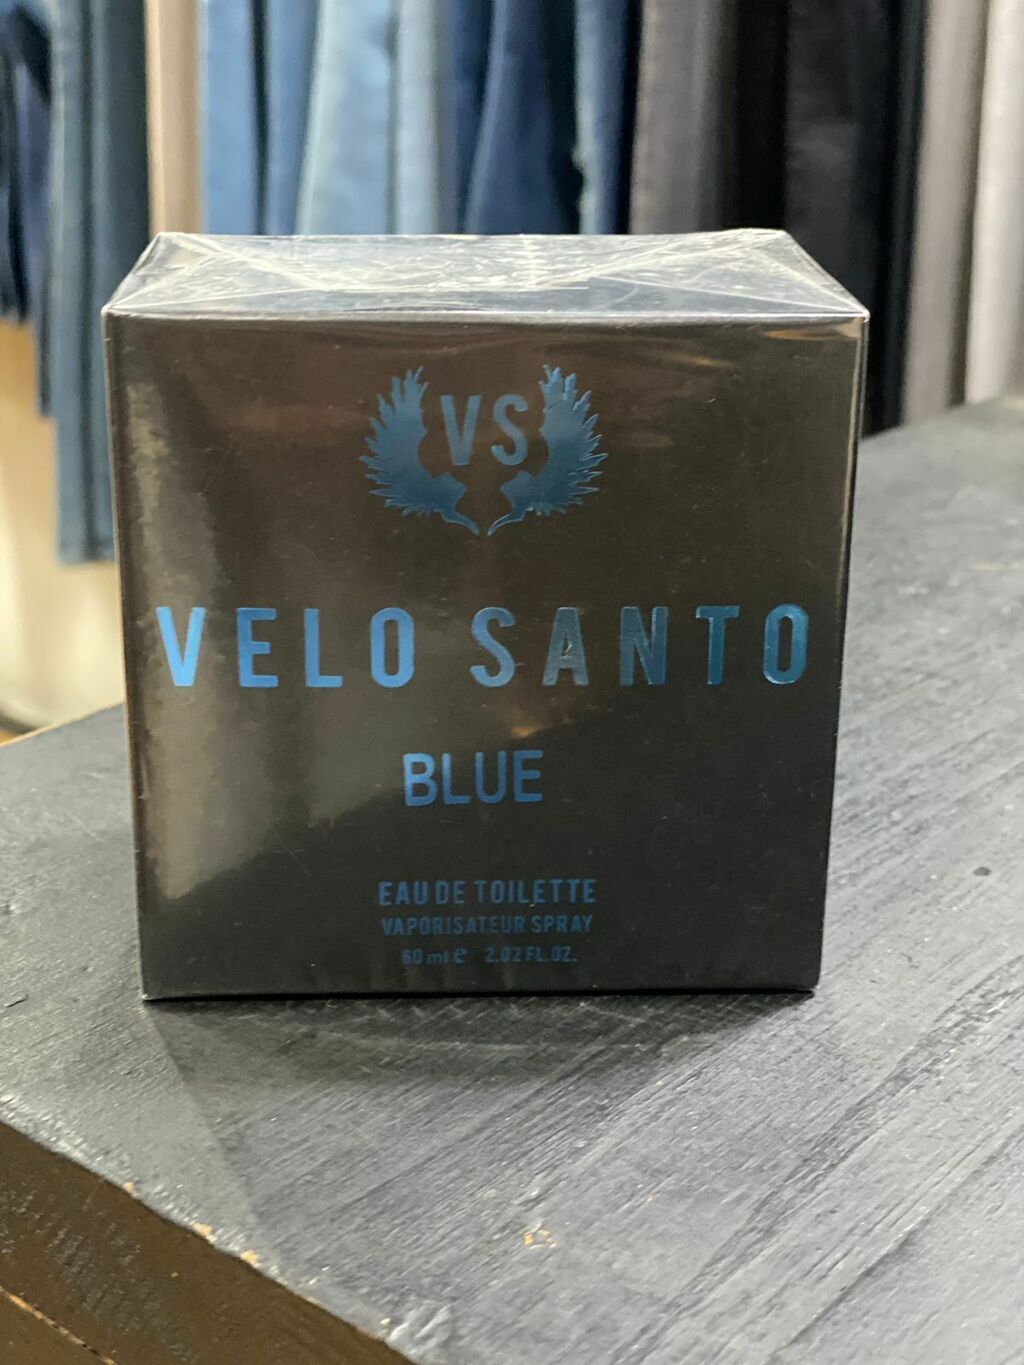 VS
VELO SANTO
BLUE
EAU DE TOILETTE
VAPORISATEUR SPRAY
60 ml ℮ 2.02 FL.OZ.